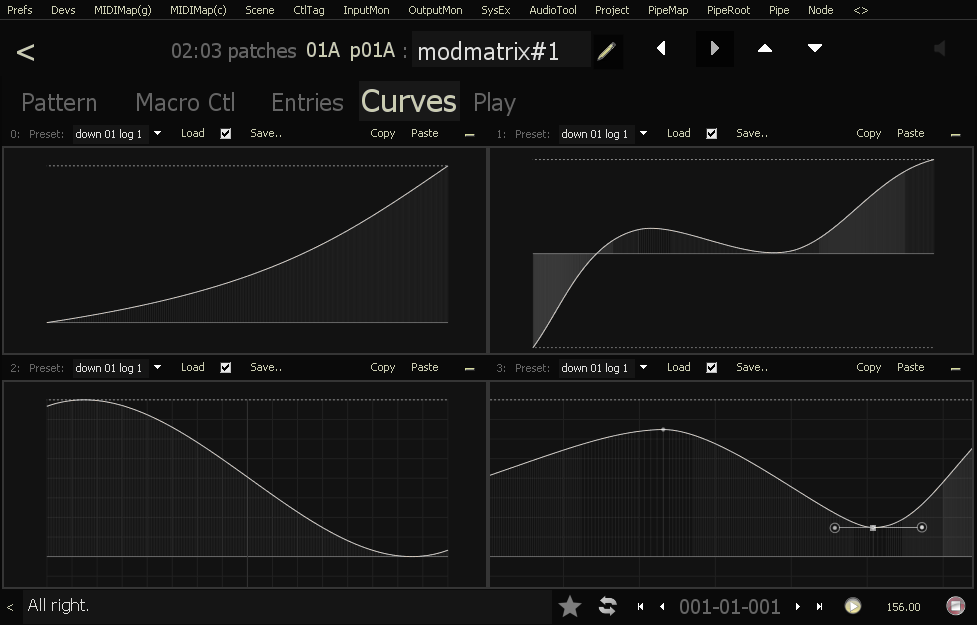 Prefs Devs MIDIMap(g) MIDIMap(c) Scene CtlTag InputMon OutputMon SysEx AudioTool Project PipeMap PipeRoot Pipe Node <>
< 02:03 patches 01A p01A : modmatrix#1
Pattern Macro Ctl Entries Curves Play
0: Preset: down 01 log 1 Load Save.. Copy Paste 1: Preset: down 01 log 1 Load Save.. Copy Paste
2: Preset: down 01 log 1 Load Save.. Copy Paste 3: Preset: down 01 log 1 Load Save.. Copy Paste
< All right. 001-01-001 156.00